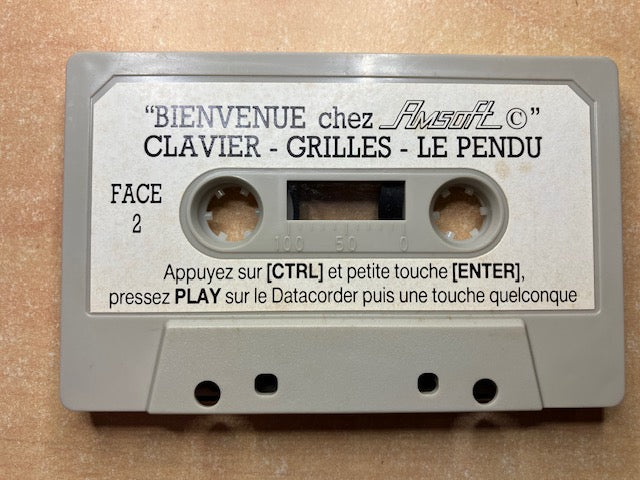 “BIENVENUE chez Amsoft ©”
CLAVIER - GRILLES - LE PENDU
FACE
2
100 50 0
Appuyez sur [CTRL] et petite touche [ENTER],
pressez PLAY sur le Datacorder puis une touche quelconque